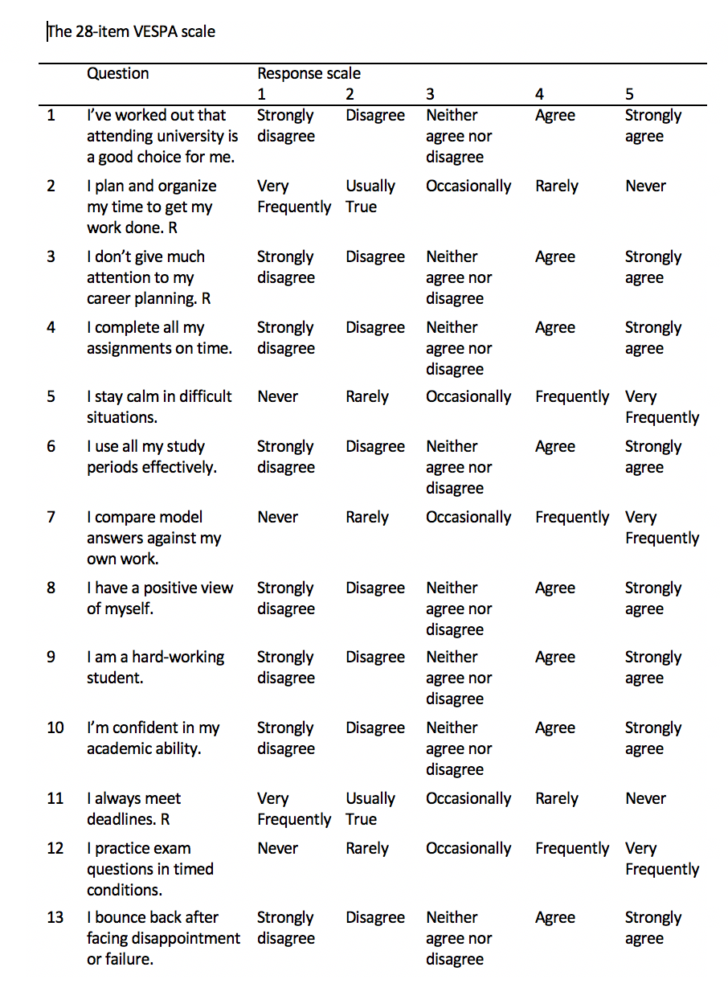 The 28-item VESPA scale
Question Response scale
1 2 3 4 5
1 I’ve worked out that Strongly Disagree Neither Agree Strongly
attending university is disagree agree nor agree
a good choice for me. disagree
2 I plan and organize Very Usually Occasionally Rarely Never
my time to get my Frequently True
work done. R
3 I don’t give much Strongly Disagree Neither Agree Strongly
attention to my disagree agree nor agree
career planning. R disagree
4 I complete all my Strongly Disagree Neither Agree Strongly
assignments on time. disagree agree nor agree
disagree
5 I stay calm in difficult Never Rarely Occasionally Frequently Very
situations. Frequently
6 I use all my study Strongly Disagree Neither Agree Strongly
periods effectively. disagree agree nor agree
disagree
7 I compare model Never Rarely Occasionally Frequently Very
answers against my Frequently
own work.
8 I have a positive view Strongly Disagree Neither Agree Strongly
of myself. disagree agree nor agree
disagree
9 I am a hard-working Strongly Disagree Neither Agree Strongly
student. disagree agree nor agree
disagree
10 I’m confident in my Strongly Disagree Neither Agree Strongly
academic ability. disagree agree nor agree
disagree
11 I always meet Very Usually Occasionally Rarely Never
deadlines. R Frequently True
12 I practice exam Never Rarely Occasionally Frequently Very
questions in timed Frequently
conditions.
13 I bounce back after Strongly Disagree Neither Agree Strongly
facing disappointment disagree agree nor agree
or failure. disagree